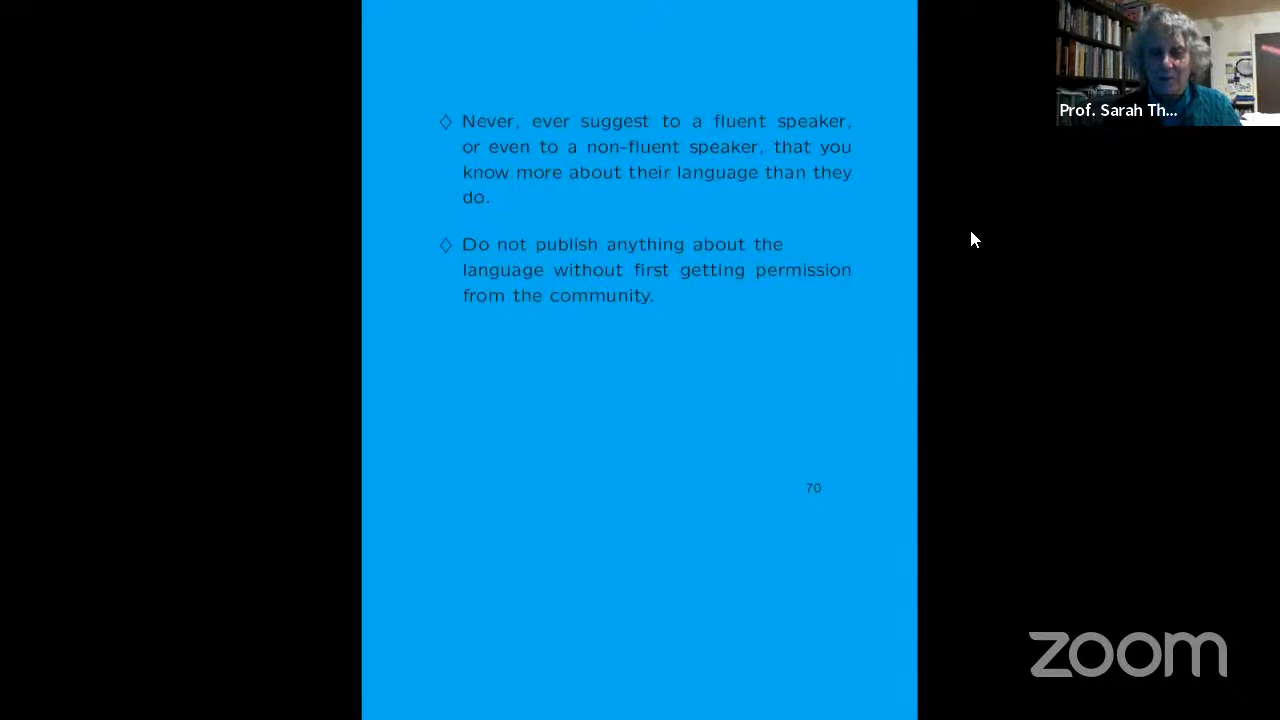 ◇ Never, ever suggest to a fluent speaker,
or even to a non-fluent speaker, that you
know more about their language than they
do.
◇ Do not publish anything about the
language without first getting permission
from the community.
70
Prof. Sarah Th...
zoom